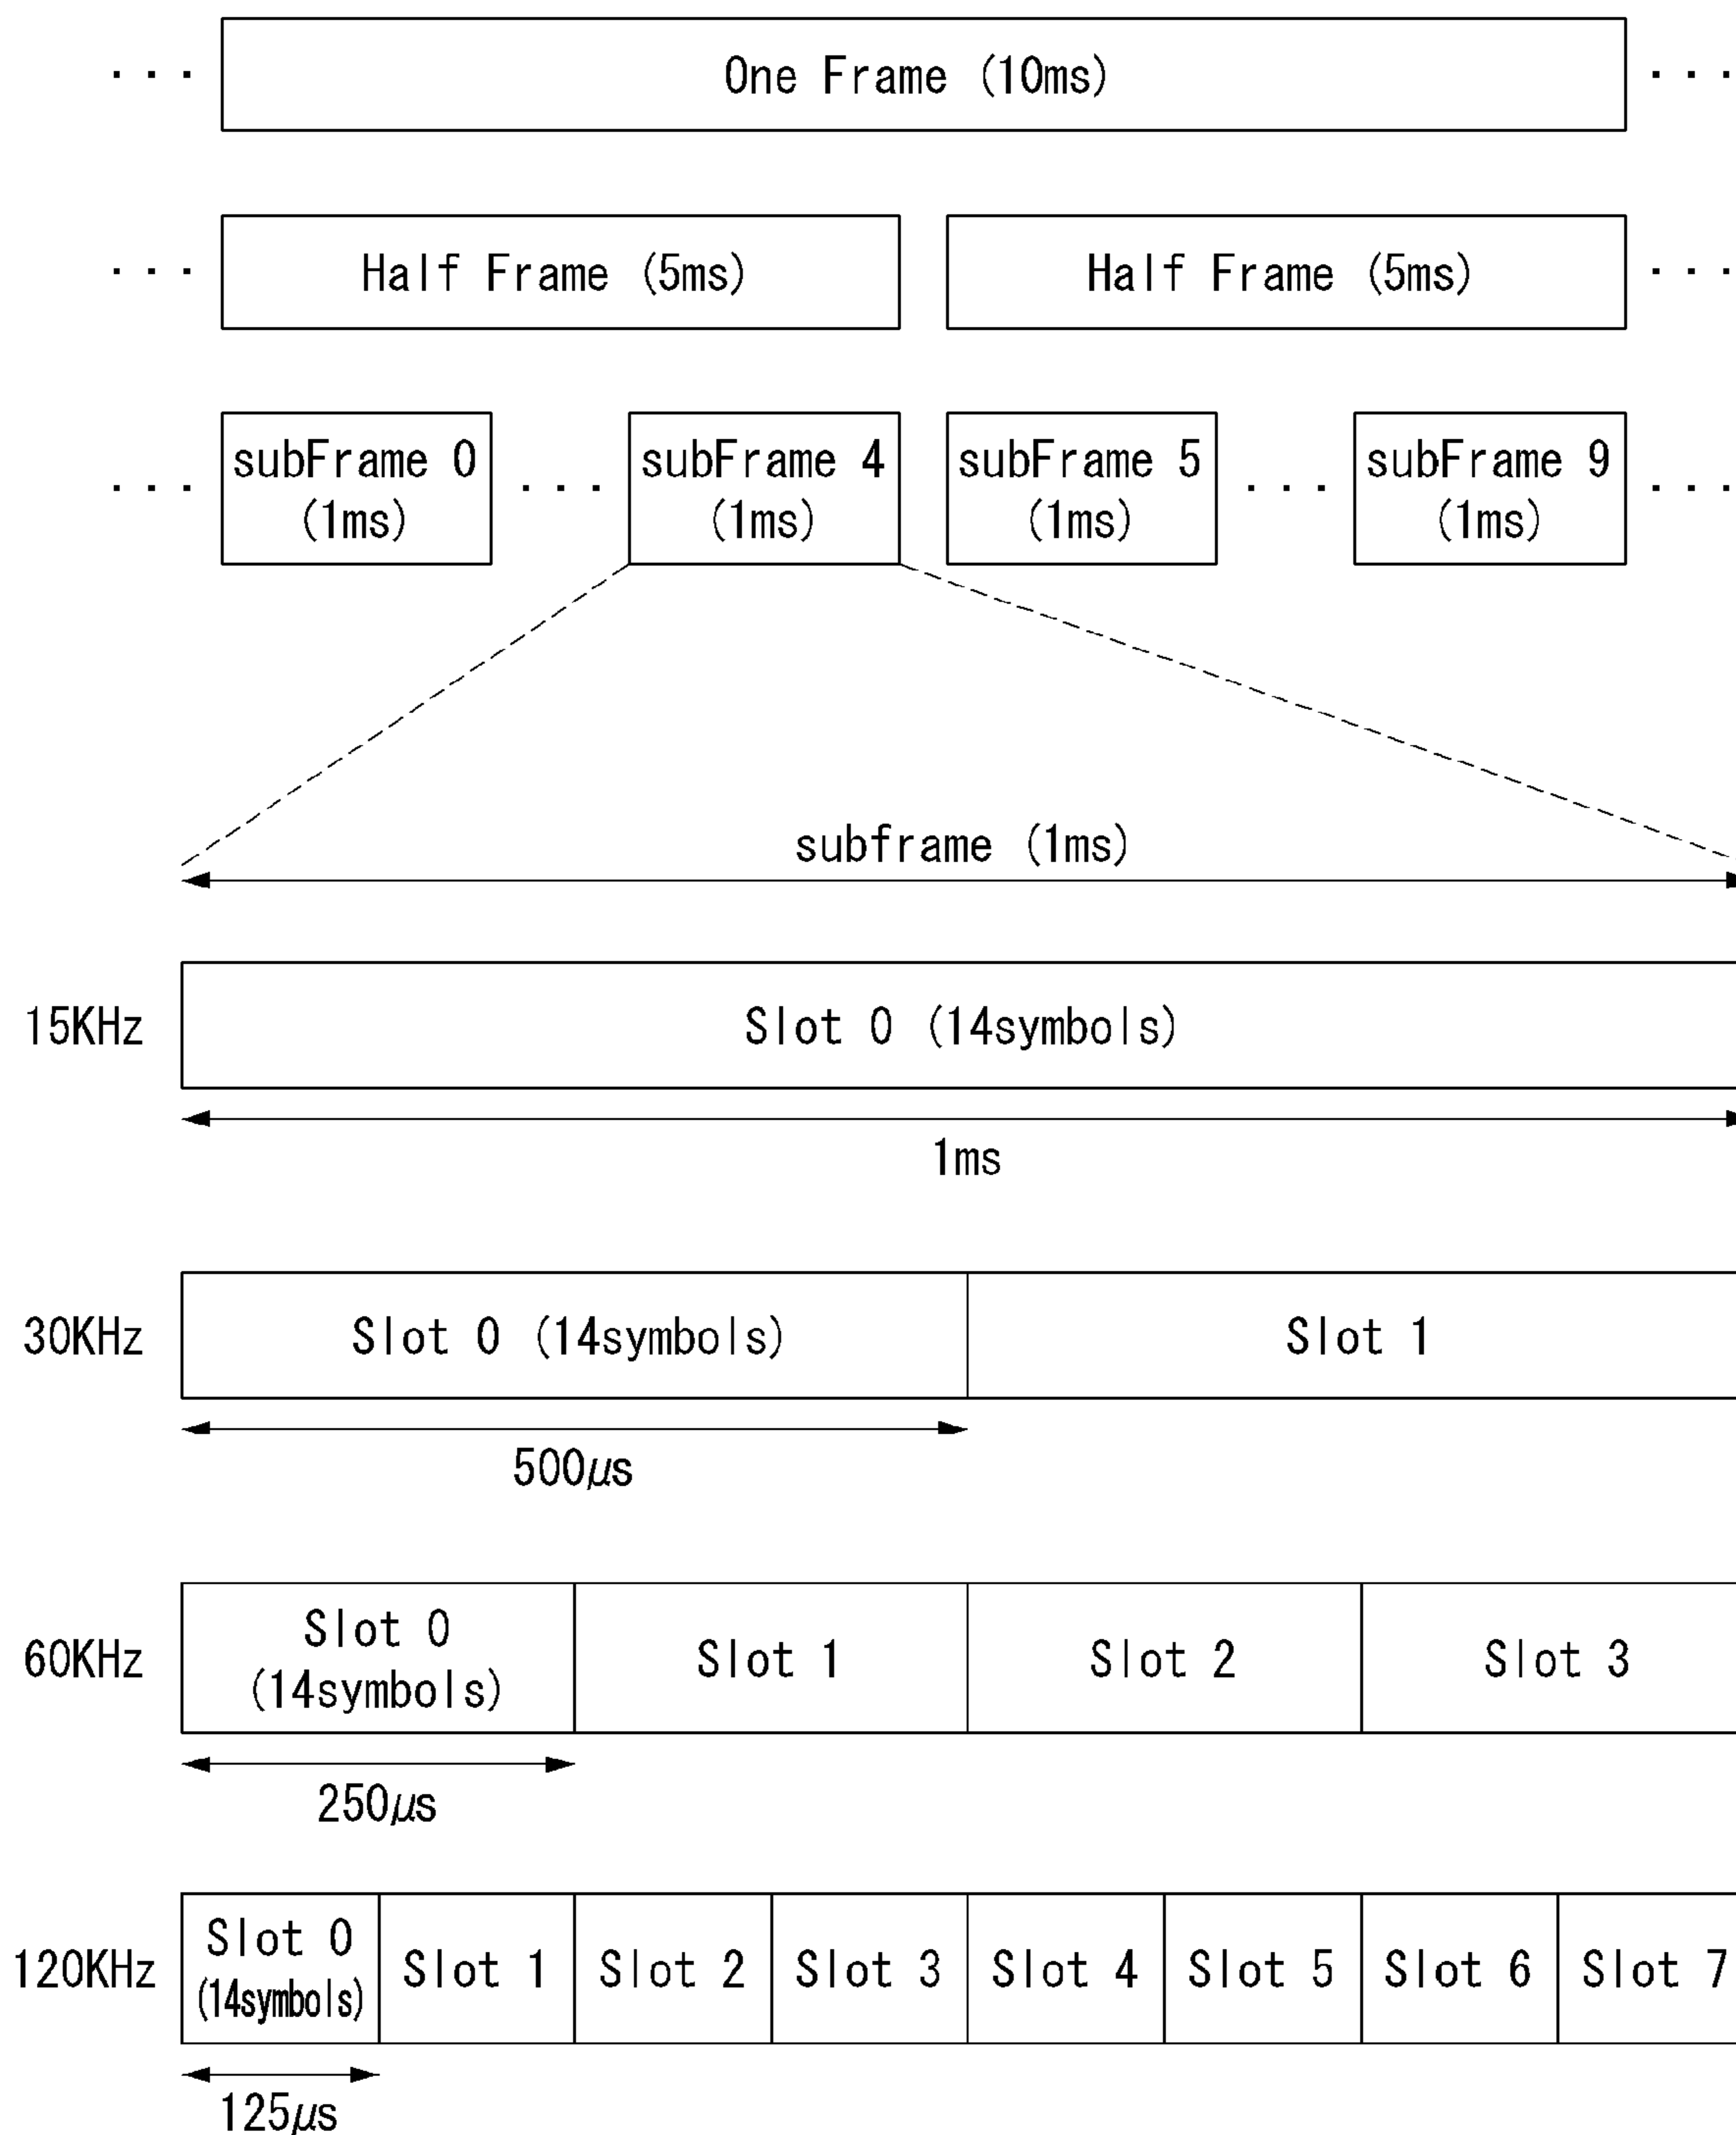 ... One Frame (10ms) ...
... Half Frame (5ms) Half Frame (5ms) ...
... subFrame 0 ... subFrame 4 subFrame 5 ... subFrame 9 ...
(1ms) (1ms) (1ms) (1ms)
subframe (1ms)
15KHz Slot 0 (14symbols)
1ms
30KHz Slot 0 (14symbols) Slot 1
500μs
60KHz Slot 0 (14symbols) Slot 1 Slot 2 Slot 3
250μs
120KHz Slot 0 (14symbols) Slot 1 Slot 2 Slot 3 Slot 4 Slot 5 Slot 6 Slot 7
125μs